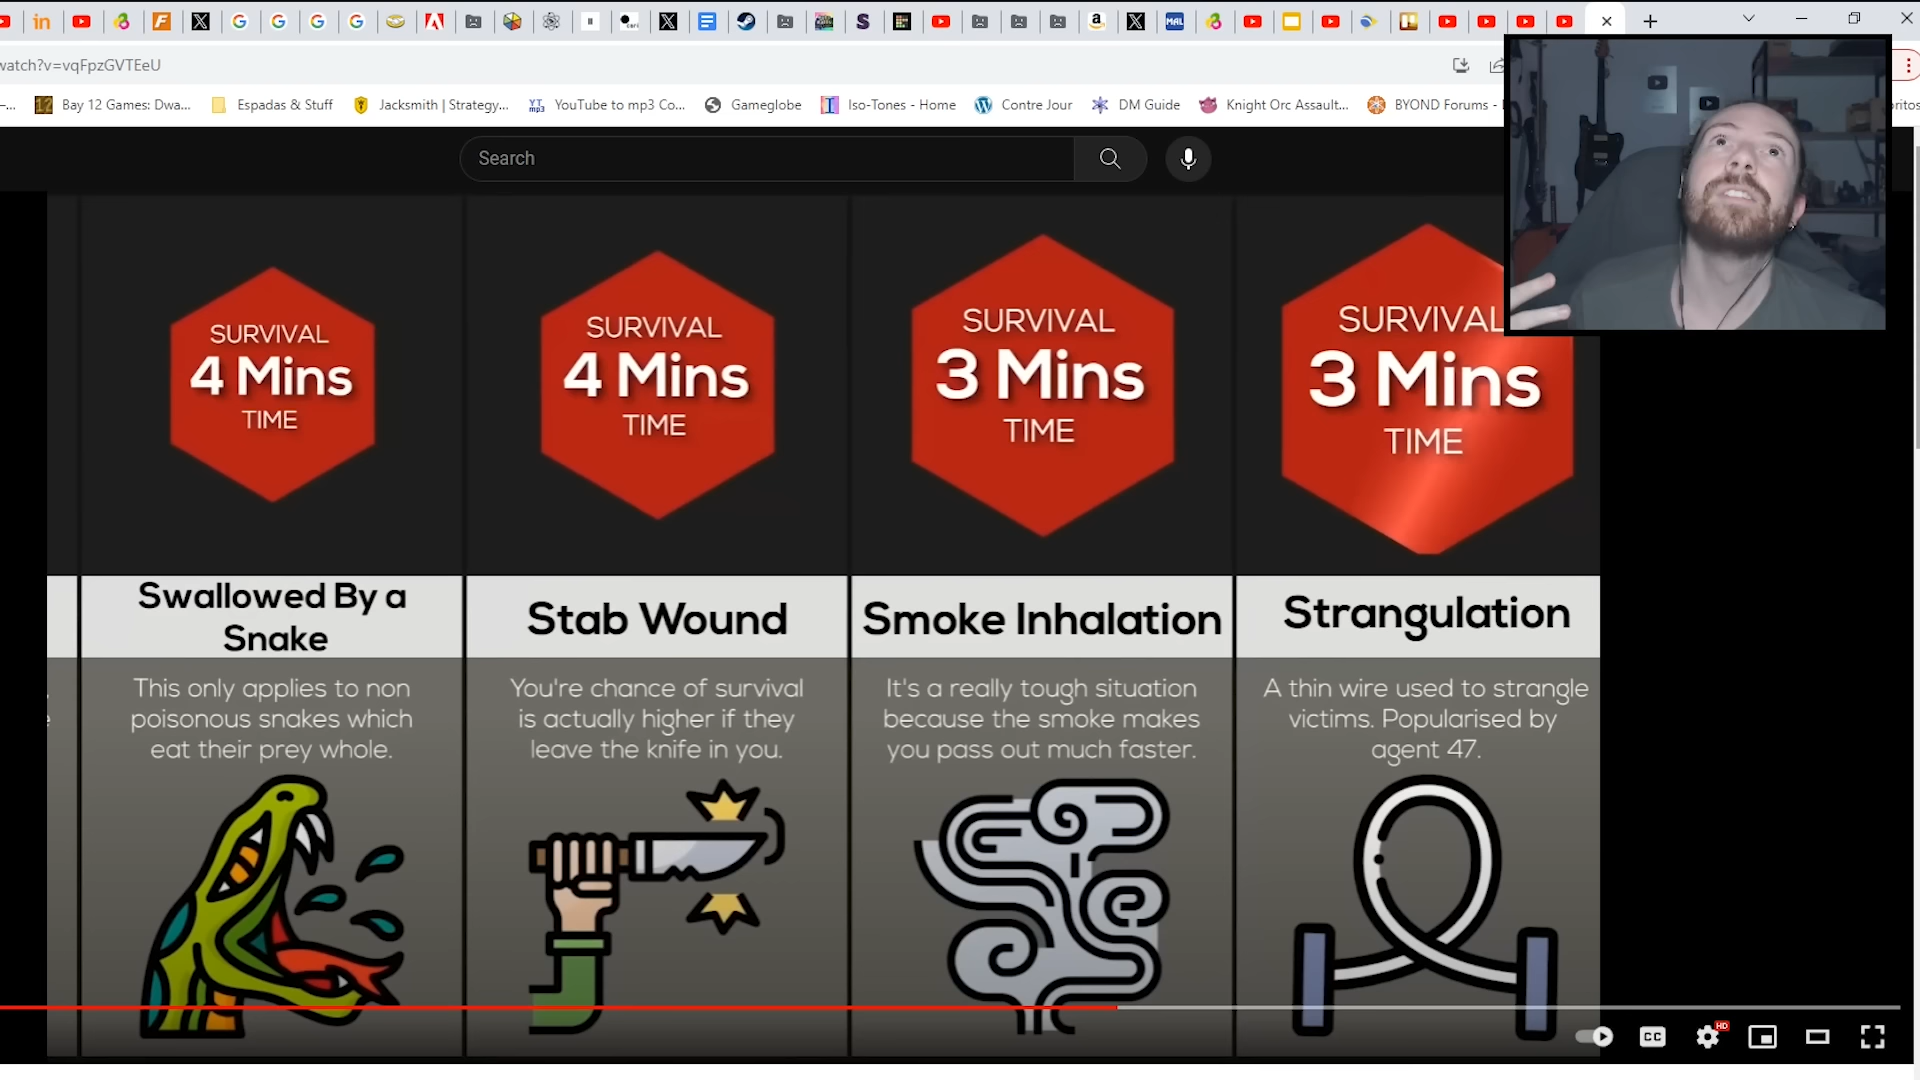 in
F
G
G
G
G
S
a
MAL
watch?v=vqFpzGVTEeU
Bay 12 Games: Dwa...
Espadas & Stuff
Jacksmith | Strategy...
YouTube to mp3 Co...
Gameglobe
Iso-Tones - Home
Contre Jour
DM Guide
Knight Orc Assault...
BYOND Forums -
Search
SURVIVAL
4 Mins
TIME
SURVIVAL
4 Mins
TIME
SURVIVAL
3 Mins
TIME
SURVIVAL
3 Mins
TIME
Swallowed By a
Snake
Stab Wound
Smoke Inhalation
Strangulation
This only applies to non
poisonous snakes which
eat their prey whole.
You're chance of survival
is actually higher if they
leave the knife in you.
It's a really tough situation
because the smoke makes
you pass out much faster.
A thin wire used to strangle
victims. Popularised by
agent 47.
CC
HD